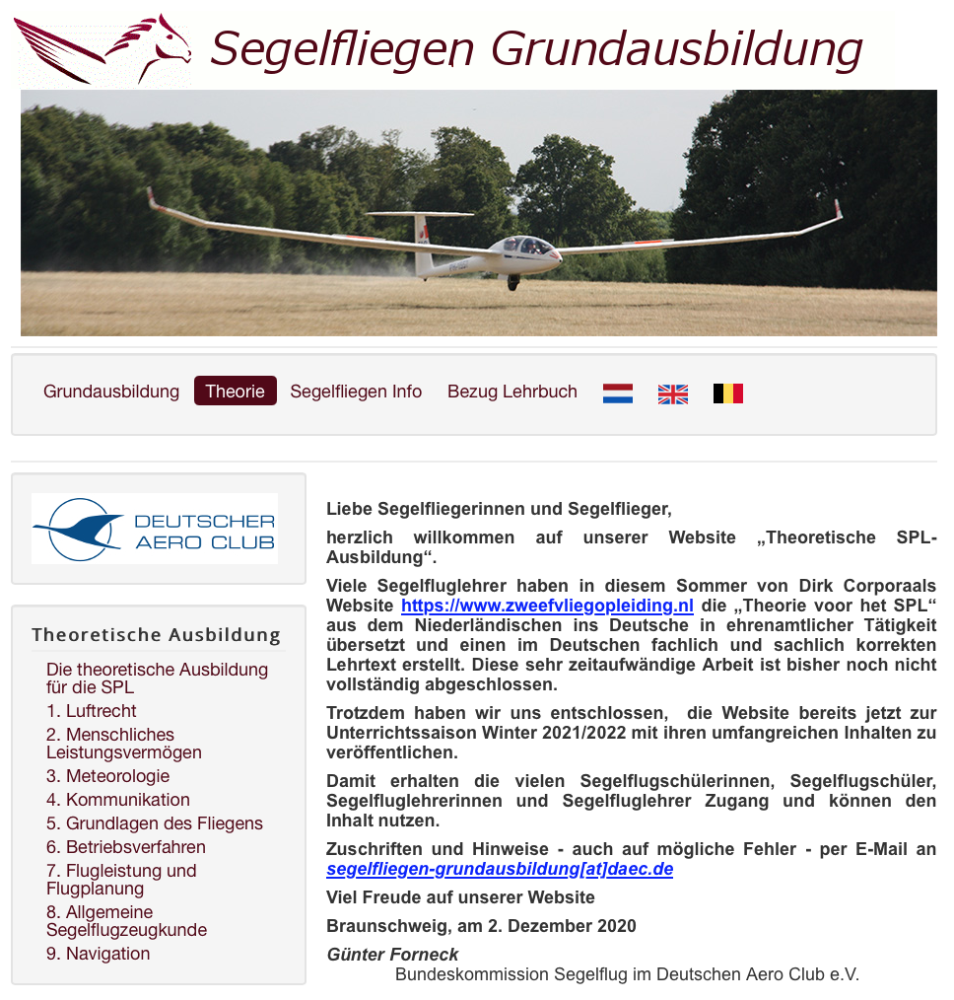 Segelfliegen Grundausbildung
Grundausbildung Theorie Segelfliegen Info Bezug Lehrbuch
DEUTSCHER
AERO CLUB
Theoretische Ausbildung
Die theoretische Ausbildung
für die SPL
1. Luftrecht
2. Menschliches
Leistungsvermögen
3. Meteorologie
4. Kommunikation
5. Grundlagen des Fliegens
6. Betriebsverfahren
7. Flugleistung und
Flugplanung
8. Allgemeine
Segelflugzeugkunde
9. Navigation
Liebe Segelfliegerinnen und Segelflieger,
herzlich willkommen auf unserer Website „Theoretische SPL-
Ausbildung“.
Viele Segelfluglehrer haben in diesem Sommer von Dirk Corporaals
Website https://www.zweefvliegopleiding.nl die „Theorie voor het SPL“
aus dem Niederländischen ins Deutsche in ehrenamtlicher Tätigkeit
übersetzt und einen im Deutschen fachlich und sachlich korrekten
Lehrtext erstellt. Diese sehr zeitaufwändige Arbeit ist bisher noch nicht
vollständig abgeschlossen.
Trotzdem haben wir uns entschlossen, die Website bereits jetzt zur
Unterrichtssaison Winter 2021/2022 mit ihren umfangreichen Inhalten zu
veröffentlichen.
Damit erhalten die vielen Segelflugschülerinnen, Segelflugschüler,
Segelfluglehrerinnen und Segelfluglehrer Zugang und können den
Inhalt nutzen.
Zuschriften und Hinweise - auch auf mögliche Fehler - per E-Mail an
segelfliegen-grundausbildung[at]daec.de
Viel Freude auf unserer Website
Braunschweig, am 2. Dezember 2020
Günter Forneck
Bundeskommission Segelflug im Deutschen Aero Club e.V.